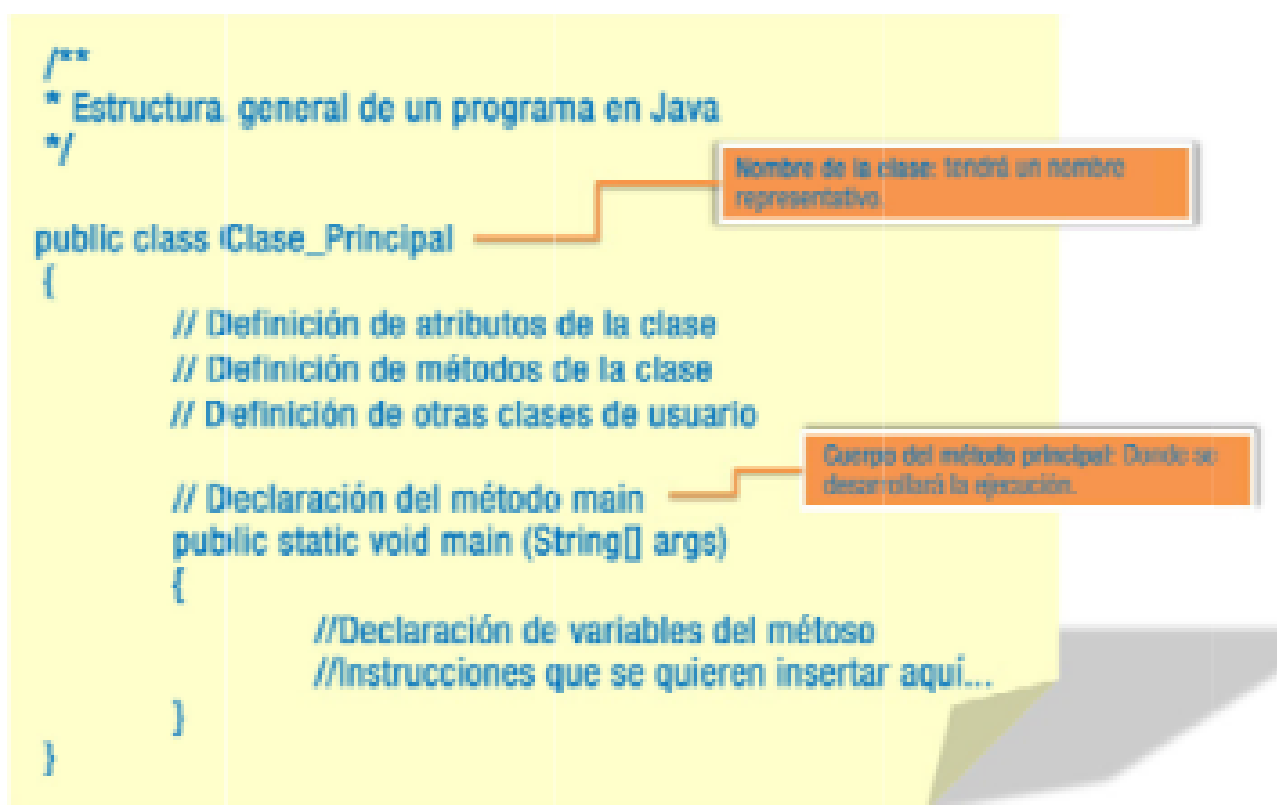 /**
* Estructura general de un programa en Java
*/
Nombre de la clase: tendrá un nombre
representativo.
public class Clase_Principal
{
// Definición de atributos de la clase
// Definición de métodos de la clase
// Definición de otras clases de usuario
Cuerpo del método principal: Donde se
desarrollará la ejecución.
// Declaración del método main
public static void main (String[] args)
{
//Declaración de variables del métoso
//Instrucciones que se quieren insertar aquí...
}
}